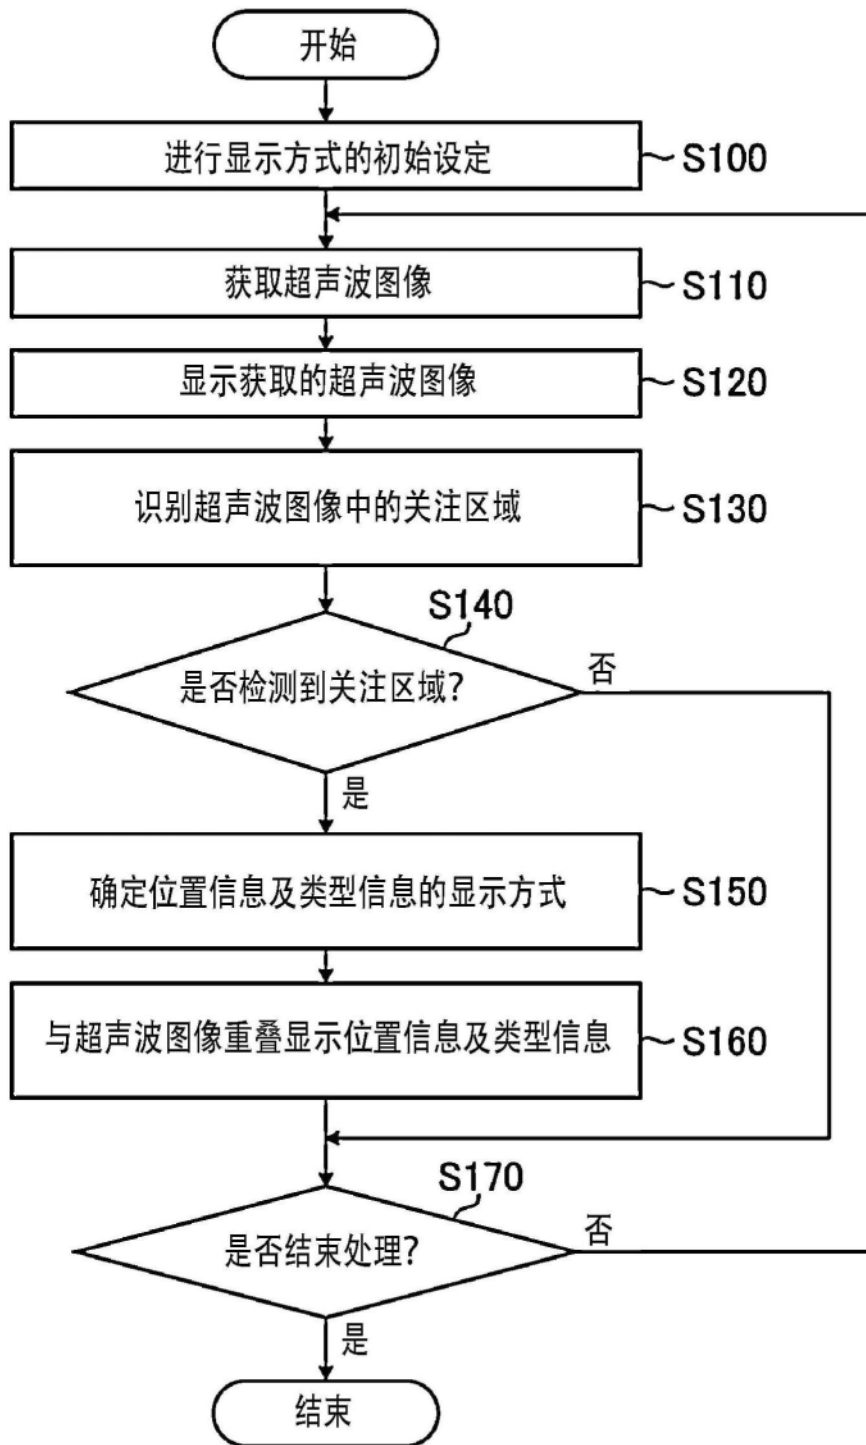 开始
进行显示方式的初始设定
S100
获取超声波图像
S110
显示获取的超声波图像
S120
识别超声波图像中的关注区域
S130
S140
是否检测到关注区域?
否
是
确定位置信息及类型信息的显示方式
S150
与超声波图像重叠显示位置信息及类型信息
S160
S170
是否结束处理?
否
是
结束